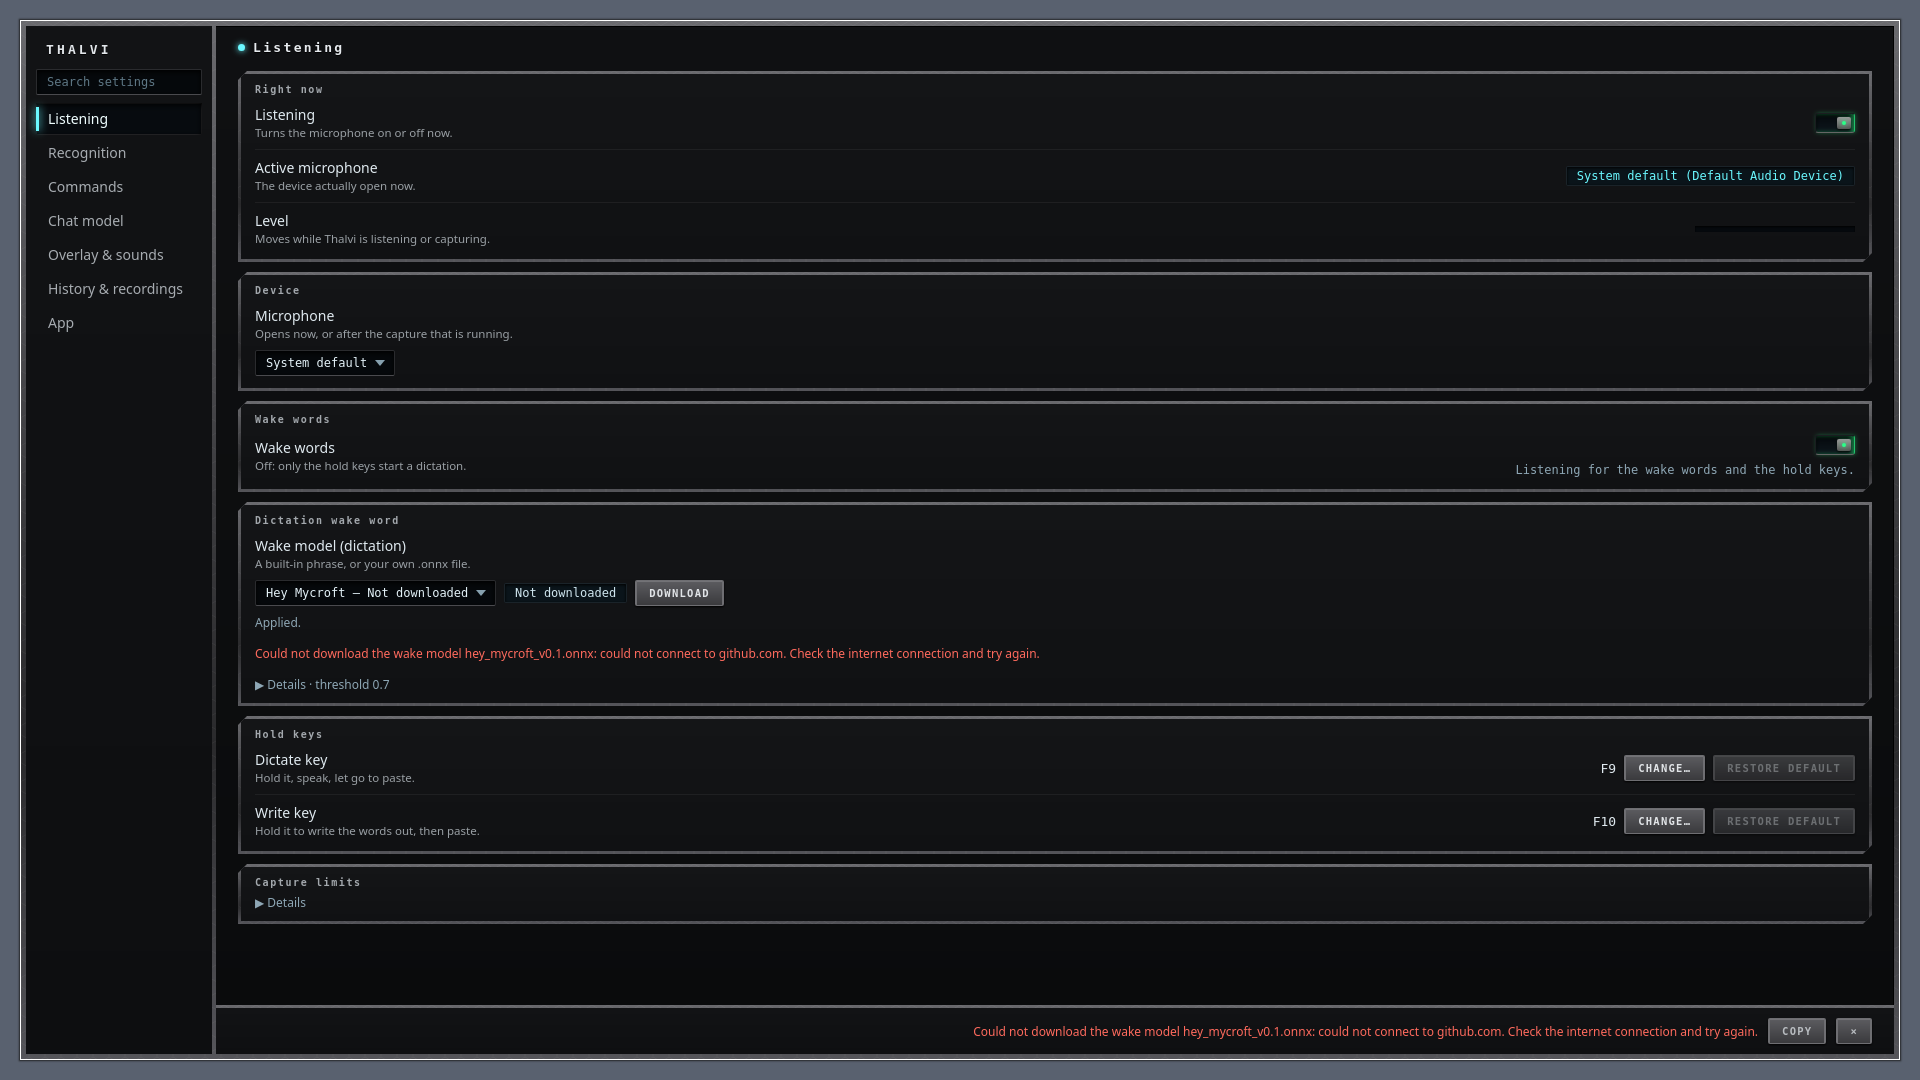 THALVI
Search settings
Listening
Recognition
Commands
Chat model
Overlay & sounds
History & recordings
App
Listening
Right now
Listening
Turns the microphone on or off now.
Active microphone
The device actually open now.
System default (Default Audio Device)
Level
Moves while Thalvi is listening or capturing.
Device
Microphone
Opens now, or after the capture that is running.
System default
Wake words
Wake words
Off: only the hold keys start a dictation.
Listening for the wake words and the hold keys.
Dictation wake word
Wake model (dictation)
A built-in phrase, or your own .onnx file.
Hey Mycroft — Not downloaded Not downloaded DOWNLOAD
Applied.
Could not download the wake model hey_mycroft_v0.1.onnx: could not connect to github.com. Check the internet connection and try again.
▶ Details · threshold 0.7
Hold keys
Dictate key
Hold it, speak, let go to paste.
F9 CHANGE… RESTORE DEFAULT
Write key
Hold it to write the words out, then paste.
F10 CHANGE… RESTORE DEFAULT
Capture limits
▶ Details
Could not download the wake model hey_mycroft_v0.1.onnx: could not connect to github.com. Check the internet connection and try again. COPY ×